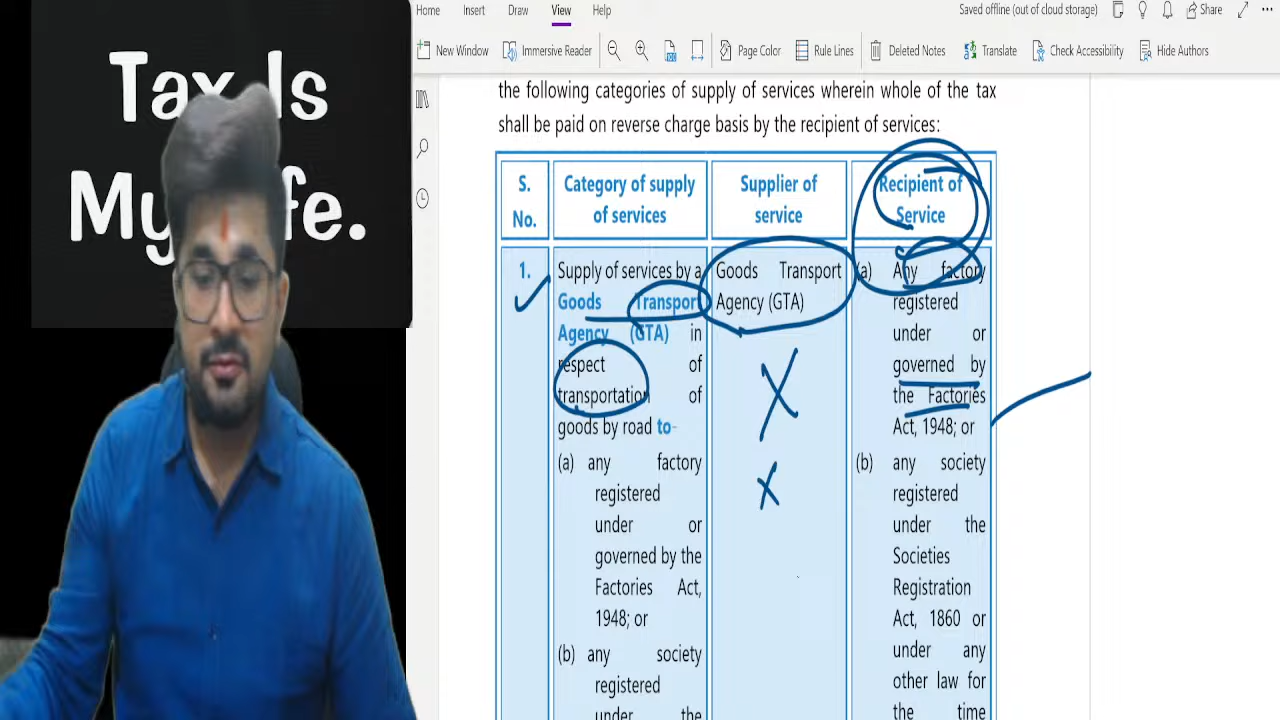 Tax Is
My Life.
Home Insert Draw View Help
Saved offline (out of cloud storage) Share
New Window Immersive Reader Page Color Rule Lines Deleted Notes Translate Check Accessibility Hide Authors
the following categories of supply of services wherein whole of the tax
shall be paid on reverse charge basis by the recipient of services:
S.
No.
Category of supply
of services
Supplier of
service
Recipient of
Service
1.
Supply of services by a
Goods Transport
Agency (GTA) in
respect of
transportation of
goods by road to-
(a) any factory
registered
under or
governed by the
Factories Act,
1948; or
(b) any society
registered
under the
Goods Transport
Agency (GTA)
(a) Any factory
registered
under or
governed by
the Factories
Act, 1948; or
(b) any society
registered
under the
Societies
Registration
Act, 1860 or
under any
other law for
the time